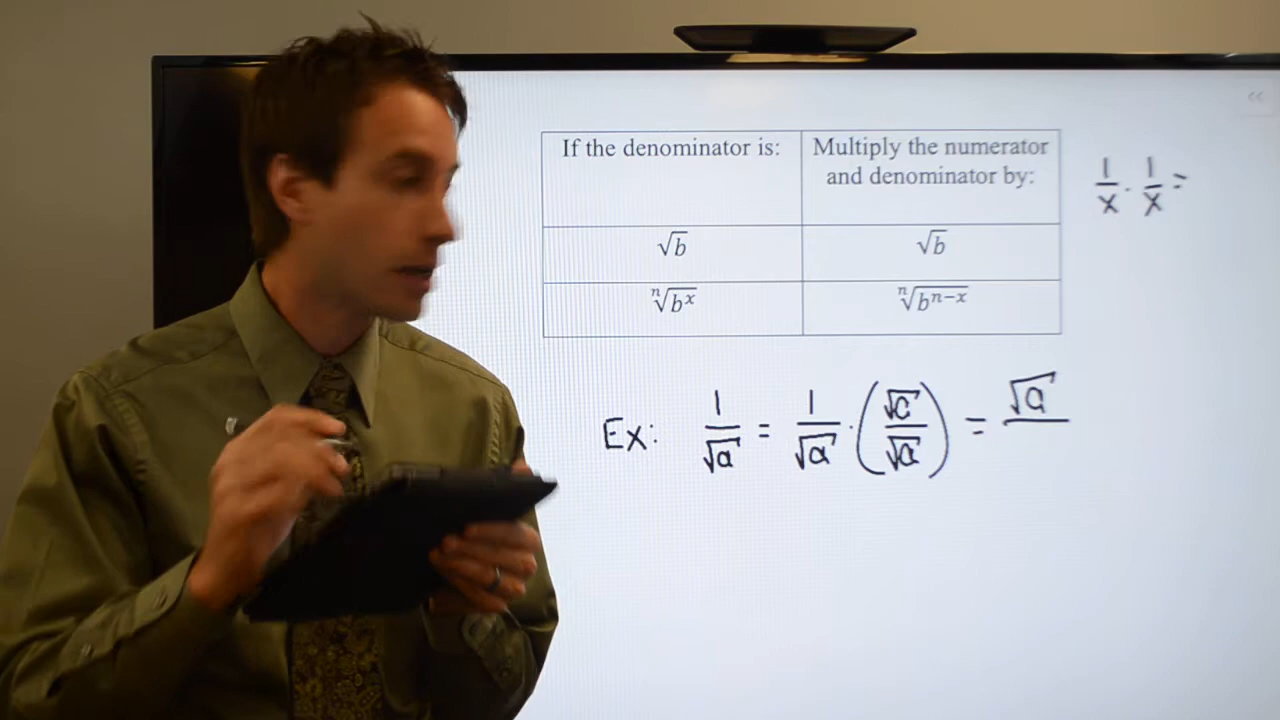 If the denominator is:
Multiply the numerator
and denominator by:
√b
√b
ⁿ√bˣ
ⁿ√bⁿ⁻ˣ
1/x · 1/x =
Ex: 1/√a = 1/√a · (√a/√a) = √a
<<